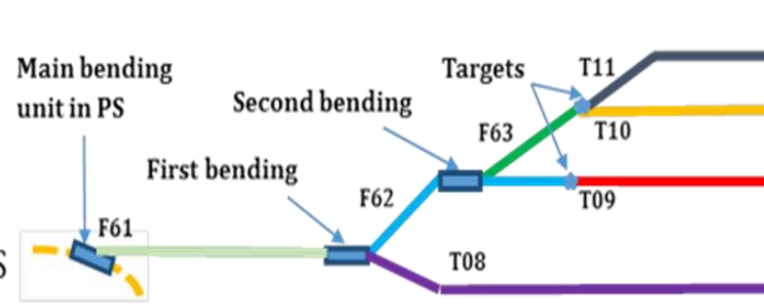 Main bending
unit in PS
First bending
Second bending
Targets
F61
F62
F63
T11
T10
T09
T08
S